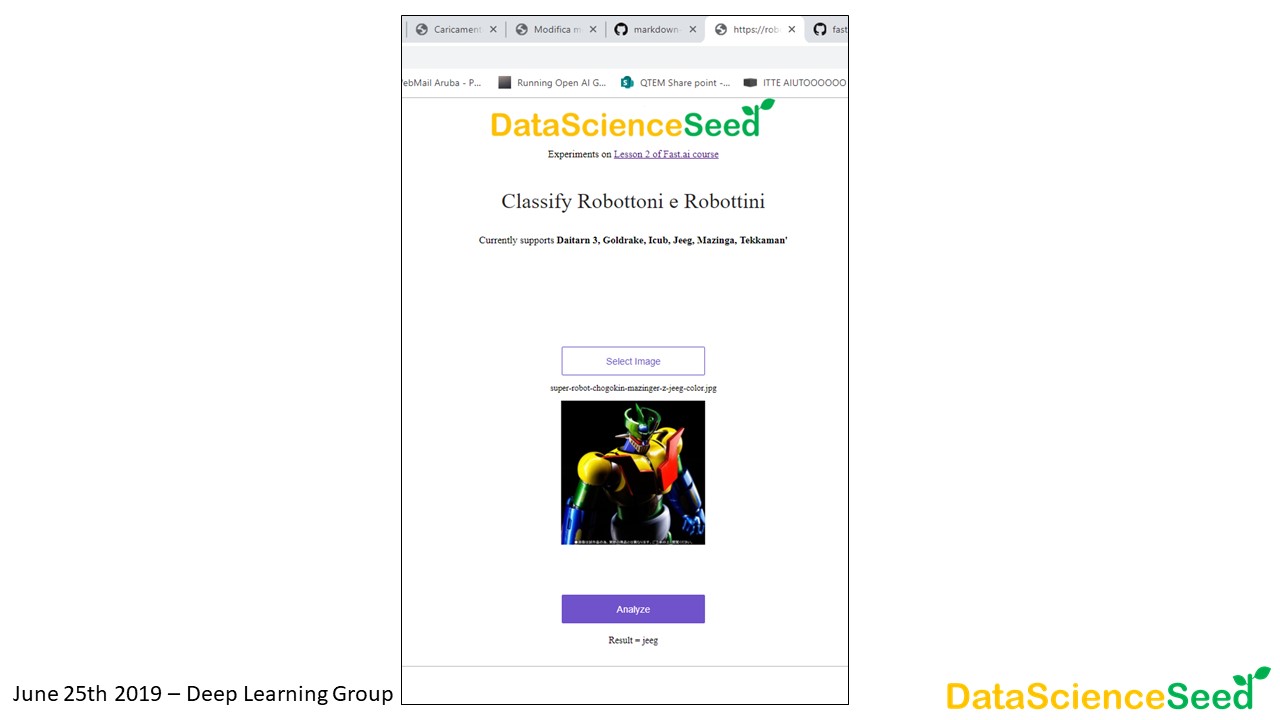 Caricament
Modifica m
markdown-
https://rob
fast
WebMail Aruba - P...
Running Open AI G...
QTEM Share point -...
ITTE AIUTOOOOOO
DataScienceSeed
Experiments on Lesson 2 of Fast.ai course
Classify Robottoni e Robottini
Currently supports Daitarn 3, Goldrake, Icub, Jeeg, Mazinga, Tekkaman'
Select Image
super-robot-chogokin-mazinger-z-jeeg-color.jpg
Analyze
Result = jeeg
June 25th 2019 – Deep Learning Group
DataScienceSeed